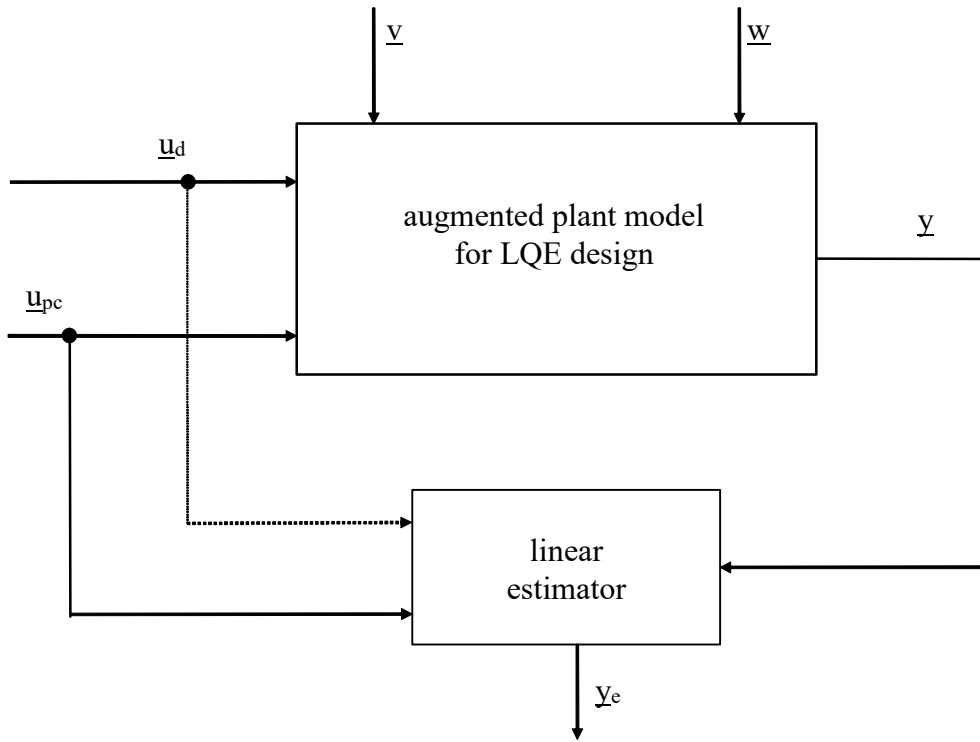 v
w
u_d
augmented plant model
for LQE design
y
u_pc
linear
estimator
y_e